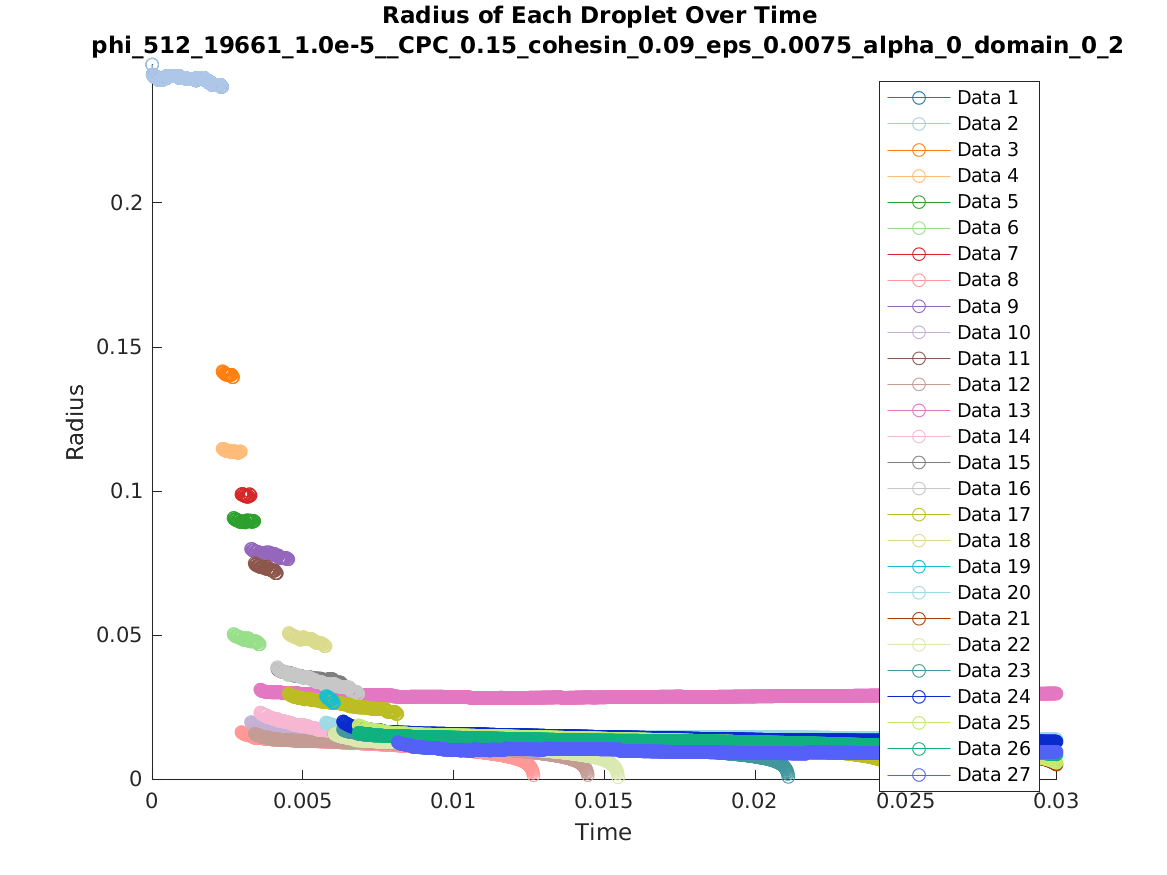 Radius of Each Droplet Over Time
phi_512_19661_1.0e-5__CPC_0.15_cohesin_0.09_eps_0.0075_alpha_0_domain_0_2
Radius
0.2
0.15
0.1
0.05
0
0
0.005
0.01
0.015
0.02
0.025
0.03
Time
Data 1
Data 2
Data 3
Data 4
Data 5
Data 6
Data 7
Data 8
Data 9
Data 10
Data 11
Data 12
Data 13
Data 14
Data 15
Data 16
Data 17
Data 18
Data 19
Data 20
Data 21
Data 22
Data 23
Data 24
Data 25
Data 26
Data 27